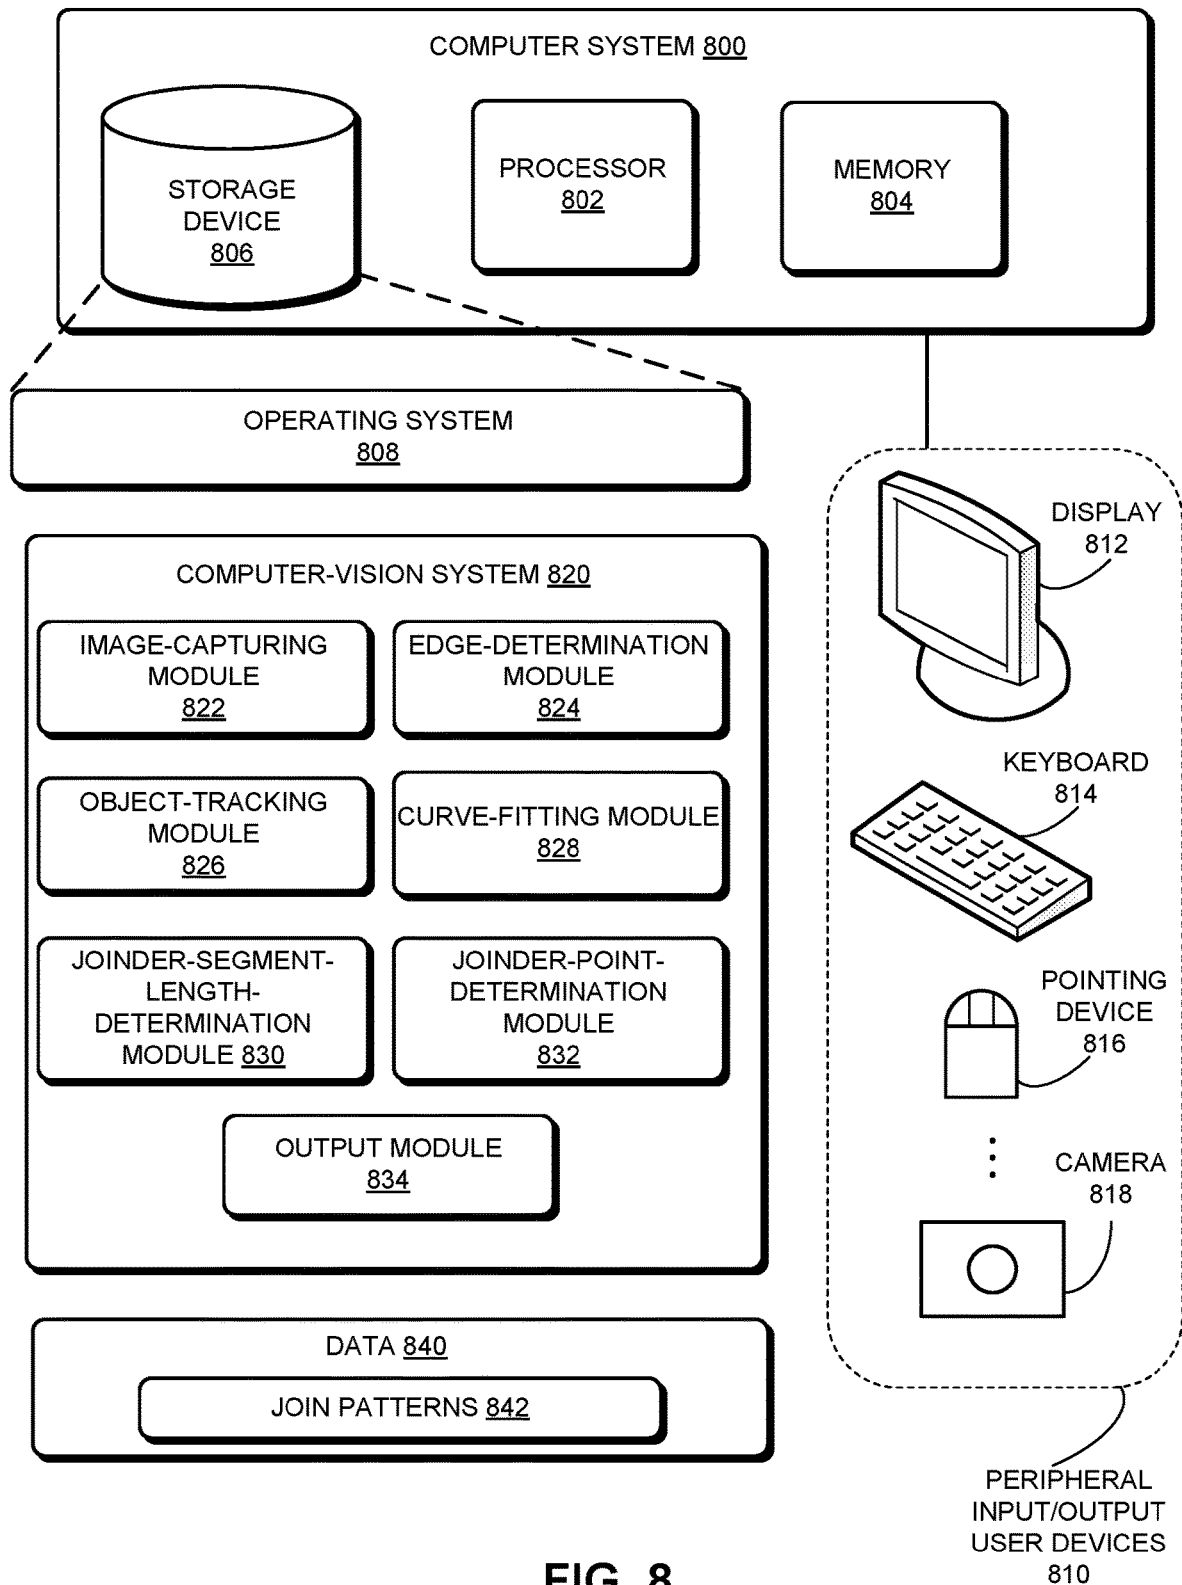 COMPUTER SYSTEM 800
STORAGE
DEVICE
806
PROCESSOR
802
MEMORY
804
OPERATING SYSTEM
808
COMPUTER-VISION SYSTEM 820
IMAGE-CAPTURING
MODULE
822
EDGE-DETERMINATION
MODULE
824
OBJECT-TRACKING
MODULE
826
CURVE-FITTING MODULE
828
JOINDER-SEGMENT-
LENGTH-
DETERMINATION
MODULE 830
JOINDER-POINT-
DETERMINATION
MODULE
832
OUTPUT MODULE
834
DATA 840
JOIN PATTERNS 842
DISPLAY
812
KEYBOARD
814
POINTING
DEVICE
816
CAMERA
818
PERIPHERAL
INPUT/OUTPUT
USER DEVICES
810
FIG. 8